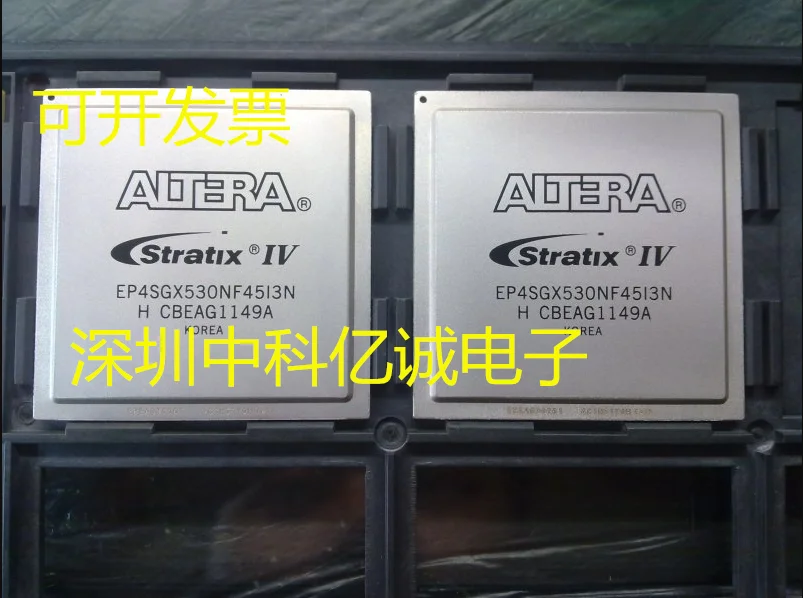 可开发票
ALTERA®
Stratix® IV
EP4SGX530NF45I3N
H CBEAG1149A
KOREA
ALTERA®
Stratix® IV
EP4SGX530NF45I3N
H CBEAG1149A
KOREA
深圳中科亿诚电子